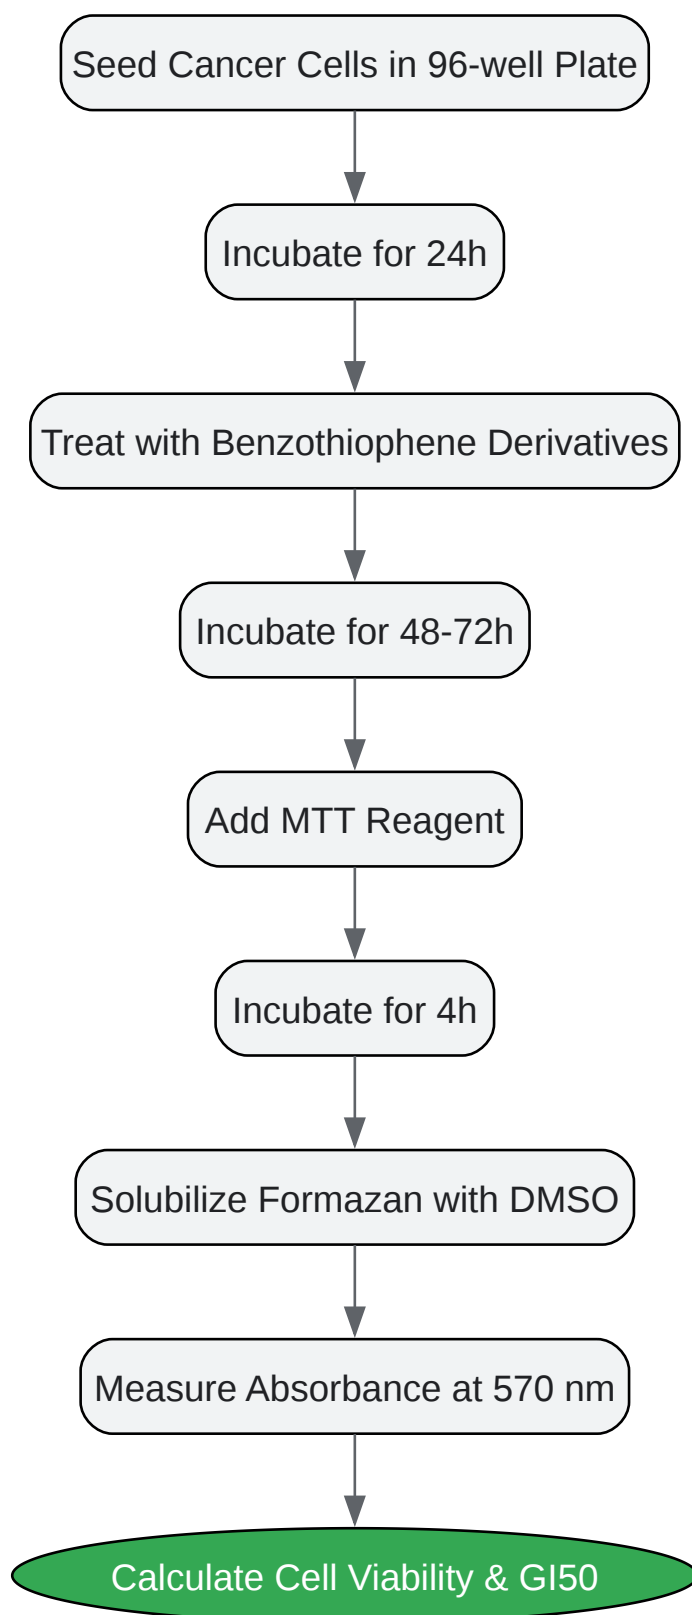 Seed Cancer Cells in 96-well Plate
Incubate for 24h
Treat with Benzothiophene Derivatives
Incubate for 48-72h
Add MTT Reagent
Incubate for 4h
Solubilize Formazan with DMSO
Measure Absorbance at 570 nm
Calculate Cell Viability & GI50